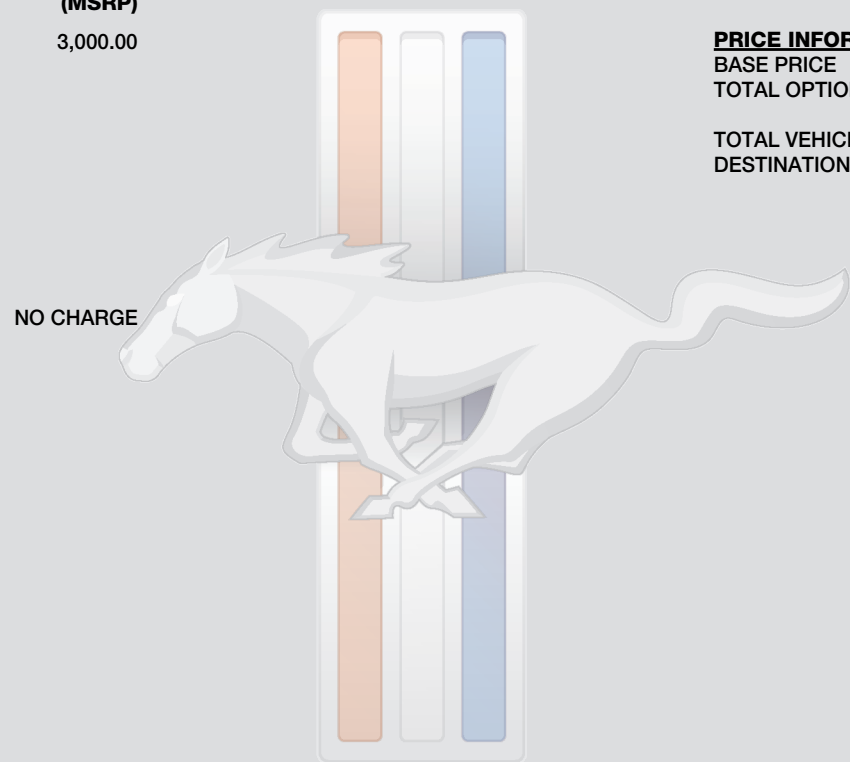 (MSRP)
3,000.00
NO CHARGE
PRICE INFOR
BASE PRICE
TOTAL OPTIO
TOTAL VEHIC
DESTINATION